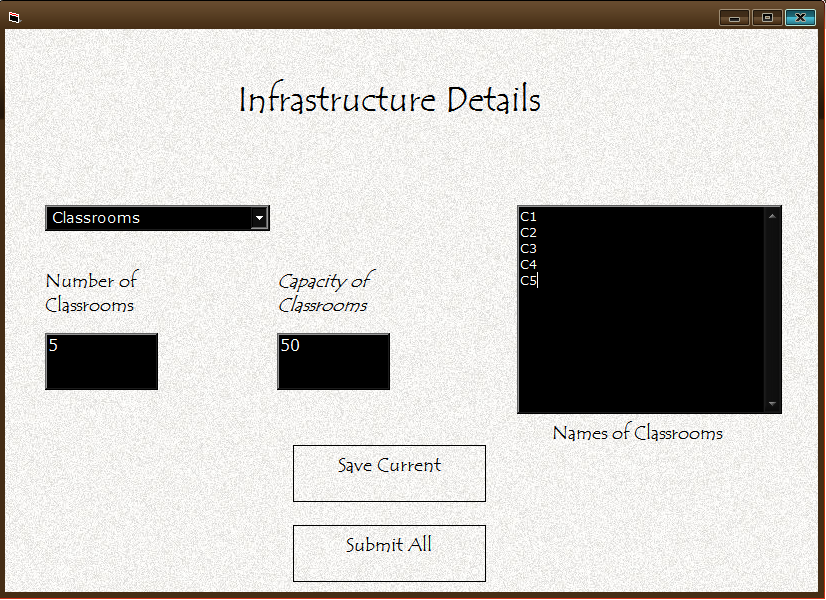 Infrastructure Details
Classrooms
Number of
Classrooms
5
Capacity of
Classrooms
50
C1
C2
C3
C4
C5
Names of Classrooms
Save Current
Submit All